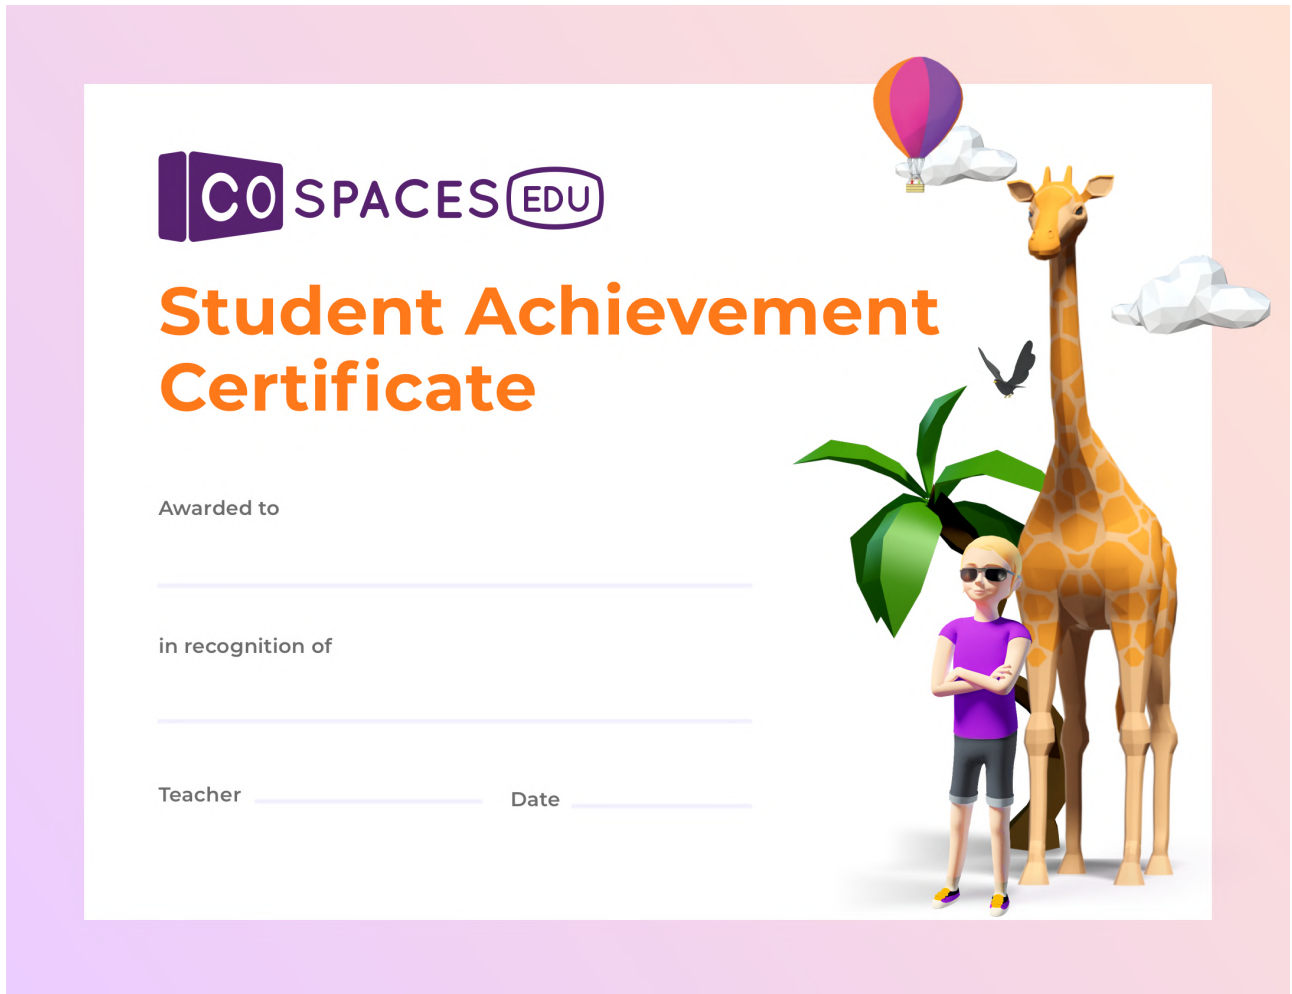 CO SPACES EDU
Student Achievement
Certificate
Awarded to
in recognition of
Teacher Date